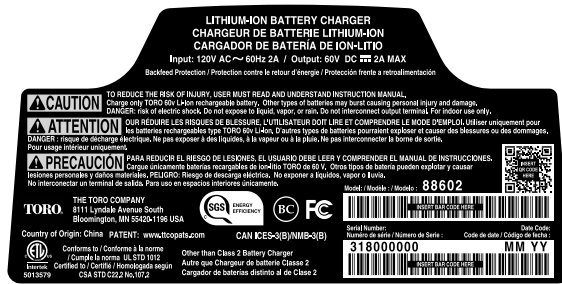 LITHIUM-ION BATTERY CHARGER
CHARGEUR DE BATTERIE LITHIUM-ION
CARGADOR DE BATERÍA DE ION-LITIO
Input: 120V AC ~ 60Hz 2A / Output: 60V DC ⎓ 2A MAX
Backfeed Protection / Protection contre le retour d'énergie / Protección frente a retroalimentación
CAUTION
TO REDUCE THE RISK OF INJURY, USER MUST READ AND UNDERSTAND INSTRUCTION MANUAL,
Charge only TORO 60v Li-Ion rechargeable battery. Other types of batteries may burst causing personal injury and damage.
DANGER: risk of electric shock. Do not expose to liquid, vapor, or rain. Do not interconnect output terminal. For indoor use only.
ATTENTION
OUR RÉDUIRE LES RISQUES DE BLESSURE, L'UTILISATEUR DOIT LIRE ET COMPRENDRE LE MODE D'EMPLOI. Utiliser uniquement pour
les batteries rechargeables type TORO 60V Li-Ion, D'autres types de batteries pourraient exploser et causer des blessures ou des dommages.
DANGER : risque de décharge électrique. Ne pas exposer à des liquides, à la vapeur ou à la pluie. Ne pas interconnecter la borne de sortie.
Pour usage intérieur uniquement.
PRECAUCIÓN
PARA REDUCIR EL RIESGO DE LESIONES, EL USUARIO DEBE LEER Y COMPRENDER EL MANUAL DE INSTRUCCIONES.
Cargue únicamente baterías recargables de ion-litio TORO de 60 V, Otros tipos de batería pueden explotar y causar
lesiones personales y daños materiales, PELIGRO: Riesgo de descarga eléctrica. No exponer a líquidos, vapor o lluvia.
No interconectar un terminal de salida. Para uso en espacios interiores únicamente.
INSERT
QR CODE
HERE
Model: / Modèle: / Modelo : 88602
INSERT BAR CODE HERE
TORO.
THE TORO COMPANY
8111 Lyndale Avenue South
Bloomington, MN 55420-1196 USA
SGS
ENERGY
EFFICIENCY
BC
FC
Country of Origin: China PATENT: www.ttcopats.com CAN ICES-3(B)/NMB-3(B)
Serial Number: Date Code:
Numéro de série / Número de Serie : Code de date / Código de fecha :
318000000 MM YY
INSERT BAR CODE HERE
ETL
Intertek
5013579
Conforms to / Conforme à la norme
/ Cumple la norma UL STD 1012
Certified to / Certifié / Homologada según
CSA STD C22,2 No,107,2
Other than Class 2 Battery Charger
Autre que Chargeur de batterie Classe 2
Cargador de baterías distinto al de Clase 2